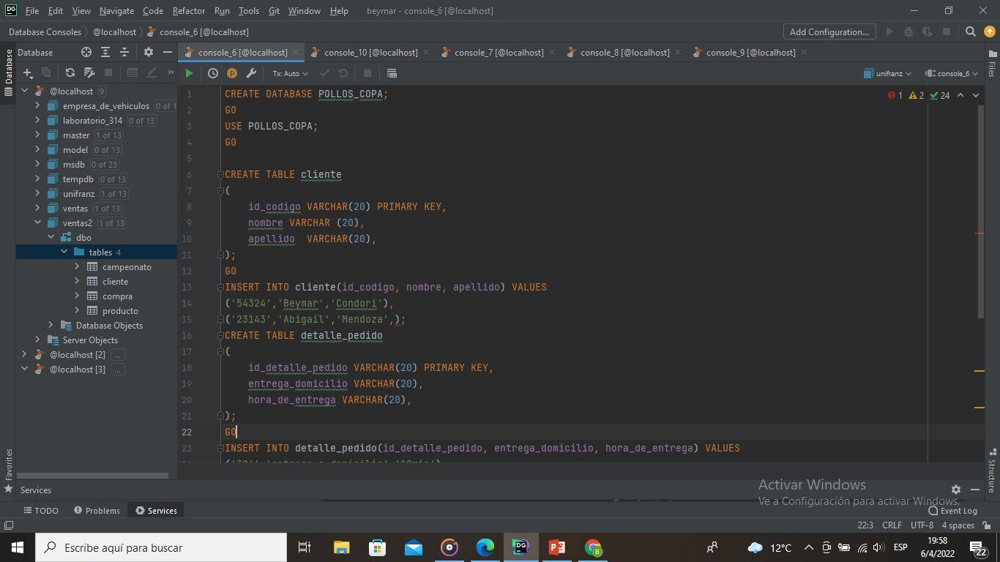 File Edit View Navigate Code Refactor Run Tools Git Window Help beymar - console_6 [@localhost]
Database Consoles @localhost console_6 [@localhost] Add Configuration...
Database
console_6 [@localhost] console_10 [@localhost] console_7 [@localhost] console_8 [@localhost] console_9 [@localhost]
Tx: Auto unifranz console_6
Database
Favorites
@localhost 9
empresa_de_vehiculos 0 of 1
laboratorio_314 0 of 13
master 1 of 13
model 0 of 13
msdb 0 of 23
tempdb 0 of 13
unifranz 1 of 13
ventas 1 of 13
ventas2 1 of 13
dbo
tables 4
campeonato
cliente
compra
producto
Database Objects
Server Objects
@localhost [2] ...
@localhost [3] ...
1 2 24
1 CREATE DATABASE POLLOS_COPA;
2 GO
3 USE POLLOS_COPA;
4 GO
5
6 CREATE TABLE cliente
7 (
8 id_codigo VARCHAR(20) PRIMARY KEY,
9 nombre VARCHAR (20),
10 apellido  VARCHAR(20),
11 );
12 GO
13 INSERT INTO cliente(id_codigo, nombre, apellido) VALUES
14 ('54324','Beymar','Condori'),
15 ('23143','Abigail','Mendoza',);
16 CREATE TABLE detalle_pedido
17 (
18 id_detalle_pedido VARCHAR(20) PRIMARY KEY,
19 entrega_domicilio VARCHAR(20),
20 hora_de_entrega VARCHAR(20),
21 );
22 GO
23 INSERT INTO detalle_pedido(id_detalle_pedido, entrega_domicilio, hora_de_entrega) VALUES
Files
Structure
Services
Activar Windows
Ve a Configuración para activar Windows.
TODO Problems Services Event Log
22:3 CRLF UTF-8 4 spaces
Escribe aquí para buscar
12°C ESP 19:58
6/4/2022 22